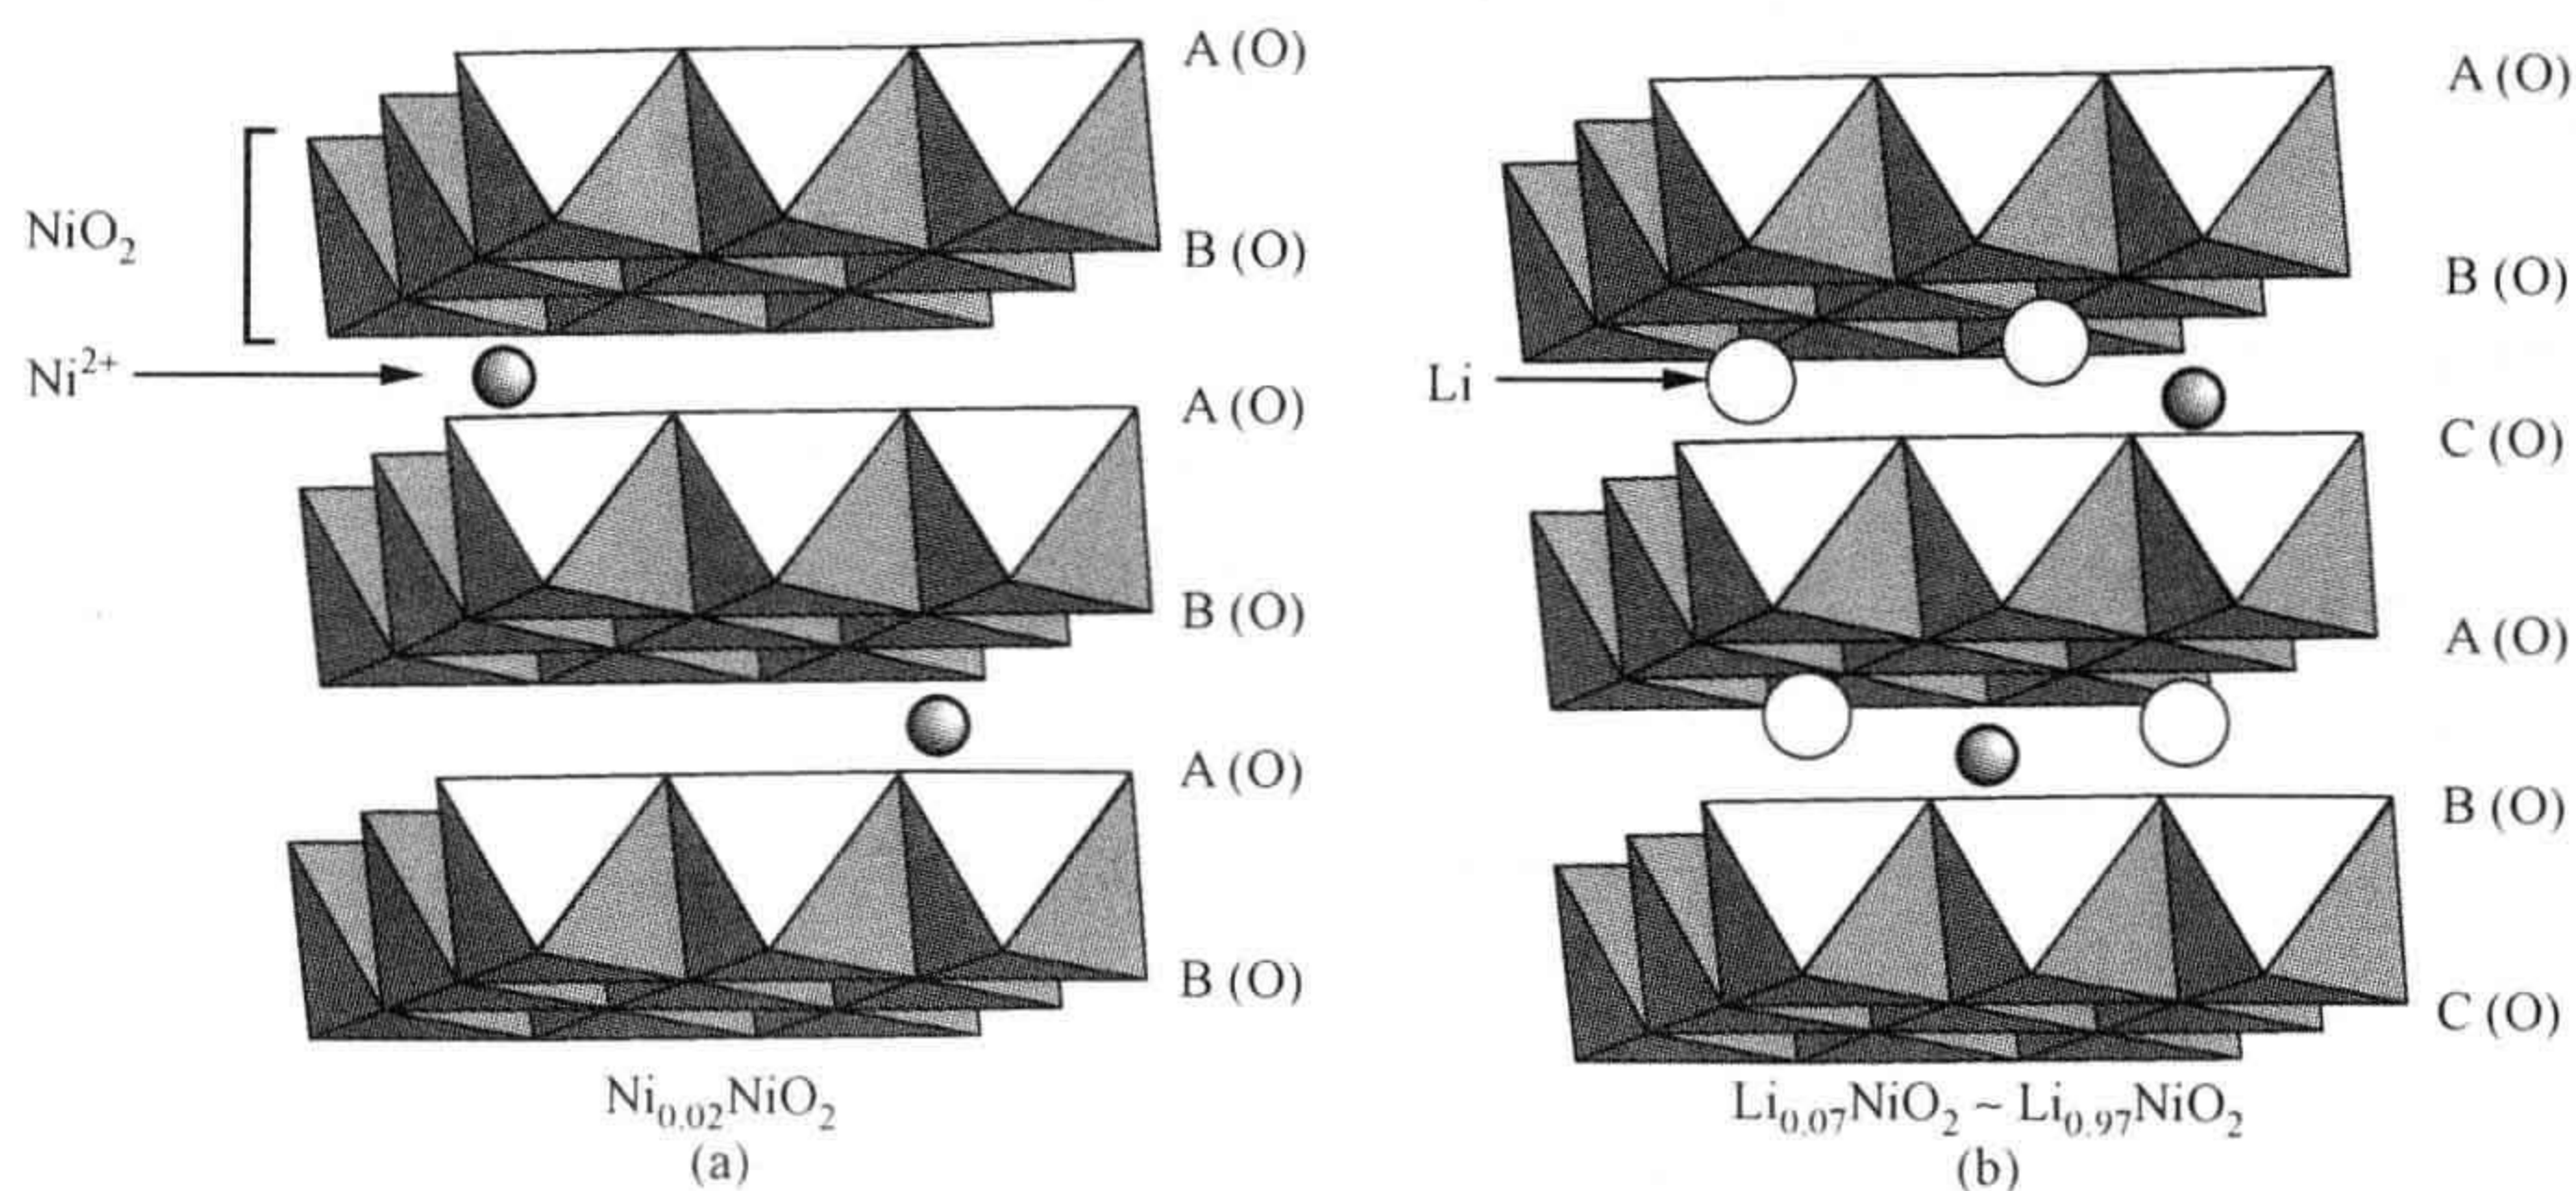 A (O)
NiO₂
B (O)
Ni²⁺
A (O)
B (O)
A (O)
B (O)
Ni₀.₀₂NiO₂
(a)
A (O)
B (O)
Li
C (O)
A (O)
B (O)
C (O)
Li₀.₀₇NiO₂ ~ Li₀.₉₇NiO₂
(b)